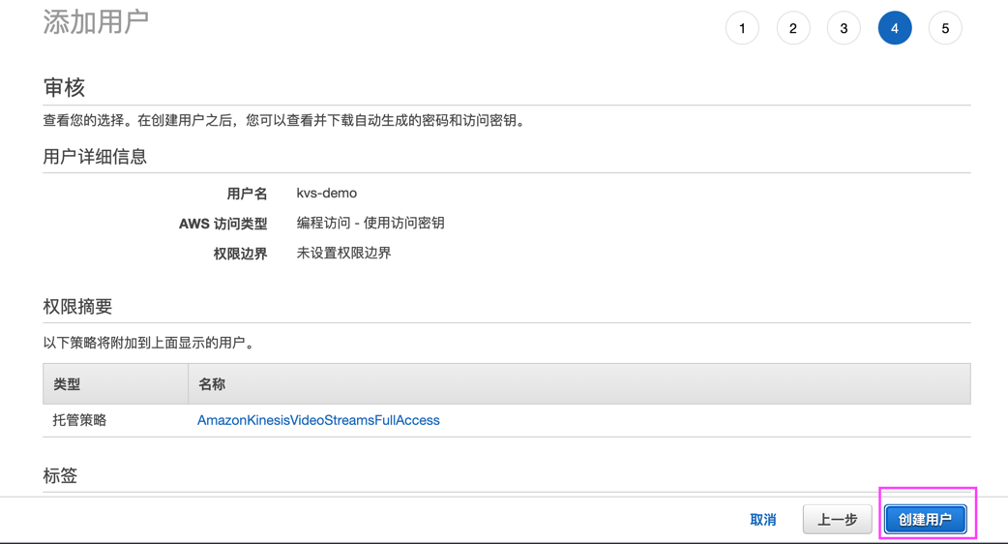 添加用户
1 2 3 4 5
审核
查看您的选择。在创建用户之后，您可以查看并下载自动生成的密码和访问密钥。
用户详细信息
用户名 kvs-demo
AWS 访问类型 编程访问 - 使用访问密钥
权限边界 未设置权限边界
权限摘要
以下策略将附加到上面显示的用户。
类型 名称
托管策略 AmazonKinesisVideoStreamsFullAccess
标签
取消 上一步 创建用户